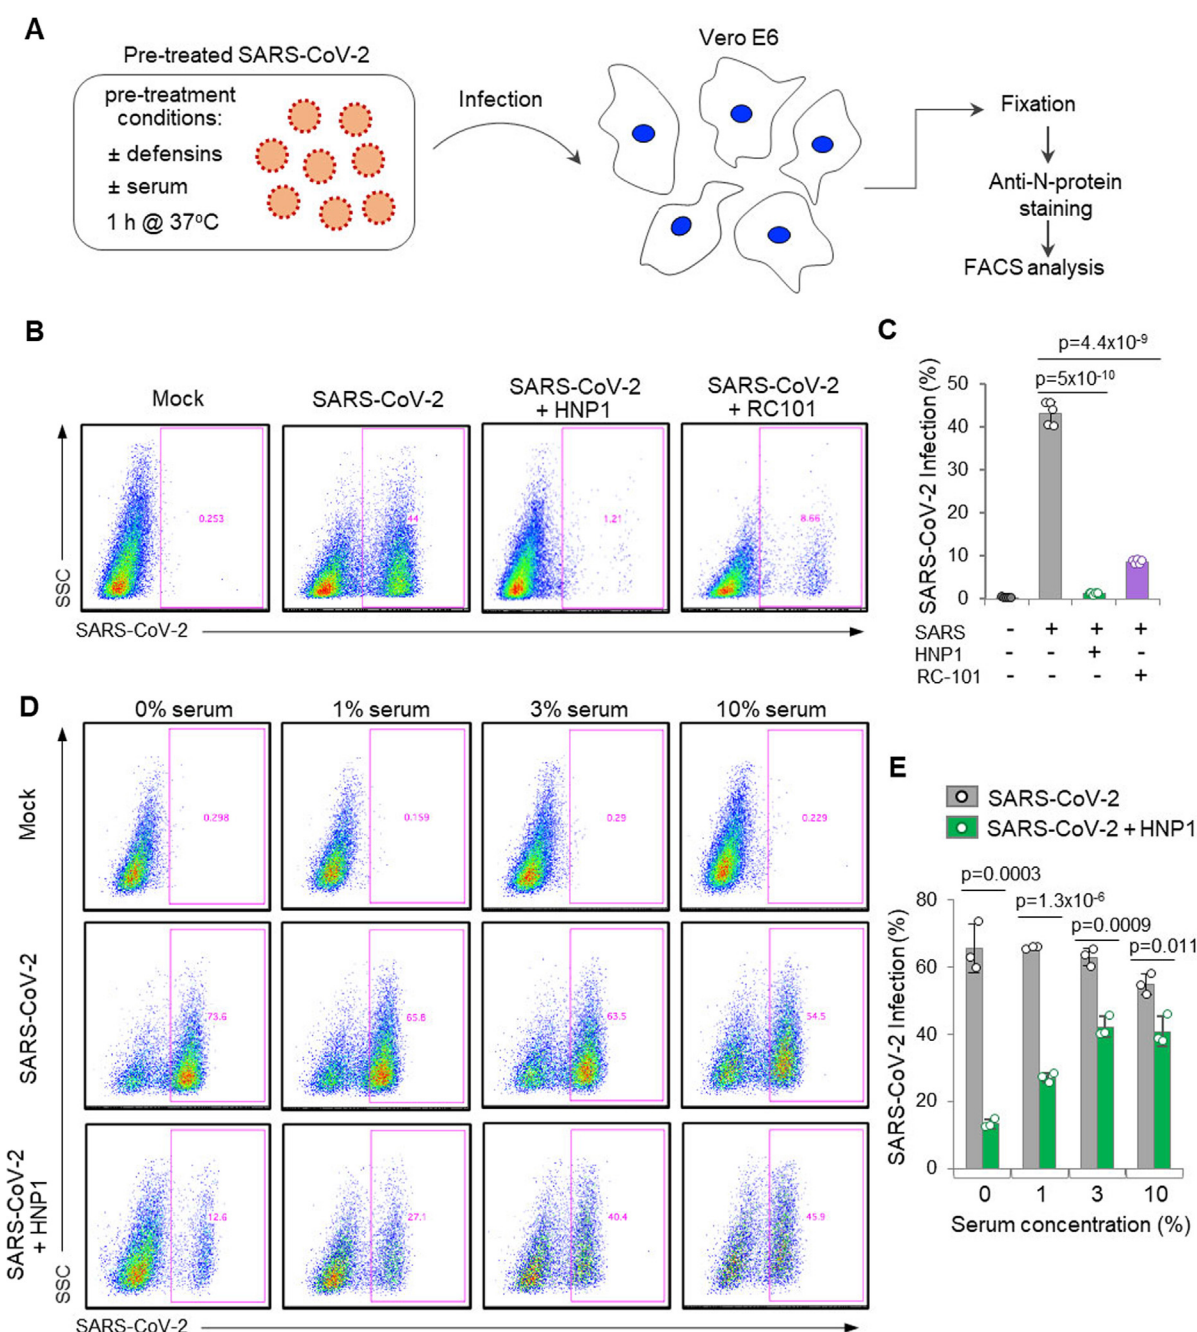 A
Pre-treated SARS-CoV-2
pre-treatment
conditions:
± defensins
± serum
1 h @ 37ºC
Infection
Vero E6
Fixation
Anti-N-protein
staining
FACS analysis
B
Mock
SARS-CoV-2
SARS-CoV-2
+ HNP1
SARS-CoV-2
+ RC101
0.253
44
1.21
8.66
SSC
SARS-CoV-2
C
p=4.4x10-9
p=5x10-10
SARS-CoV-2 Infection (%)
50
40
30
20
10
0
SARS - + + +
HNP1 - - + -
RC-101 - - - +
D
0% serum
1% serum
3% serum
10% serum
Mock
0.298
0.159
0.29
0.229
SARS-CoV-2
73.6
65.8
63.5
54.5
SARS-CoV-2
+ HNP1
12.6
27.1
40.4
45.9
SSC
SARS-CoV-2
E
SARS-CoV-2
SARS-CoV-2 + HNP1
p=0.0003
p=1.3x10-6
p=0.0009
p=0.011
SARS-CoV-2 Infection (%)
80
60
40
20
0
0 1 3 10
Serum concentration (%)